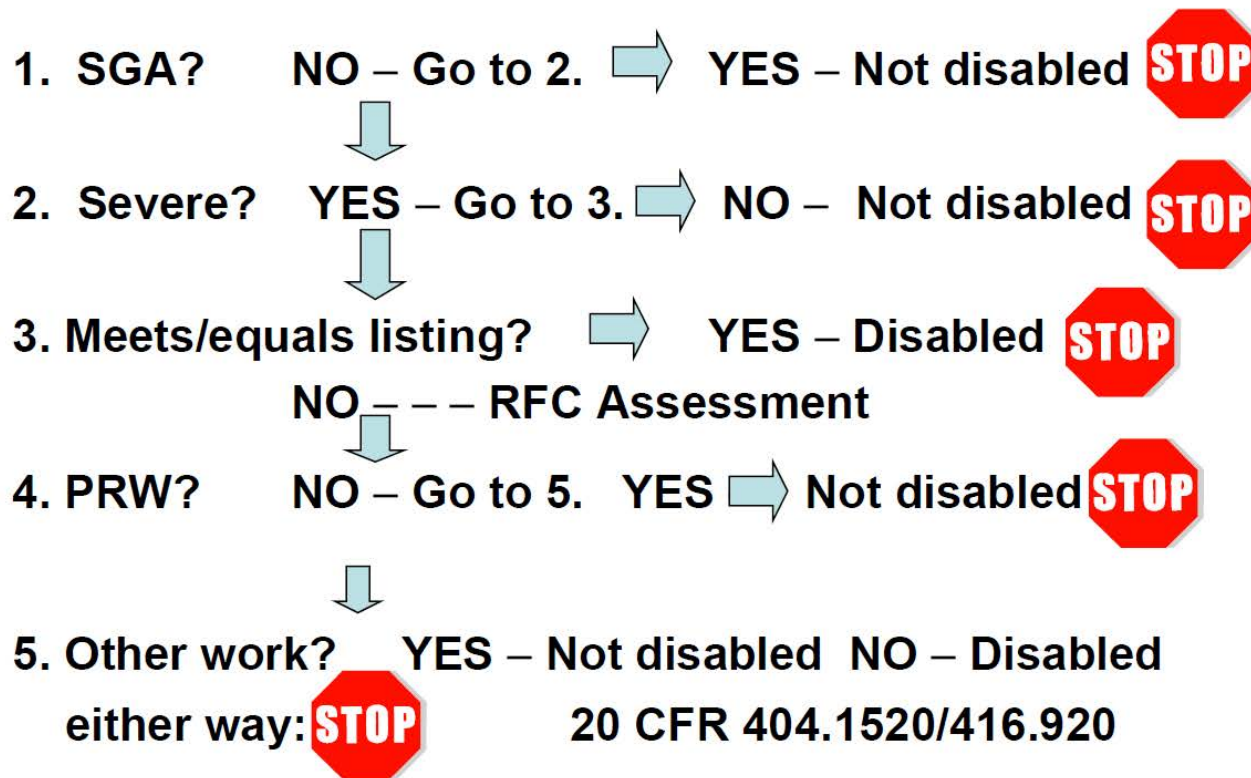 1. SGA? NO – Go to 2. YES – Not disabled STOP
2. Severe? YES – Go to 3. NO – Not disabled STOP
3. Meets/equals listing? YES – Disabled STOP
NO – – – RFC Assessment
4. PRW? NO – Go to 5. YES Not disabled STOP
5. Other work? YES – Not disabled NO – Disabled
either way: STOP 20 CFR 404.1520/416.920